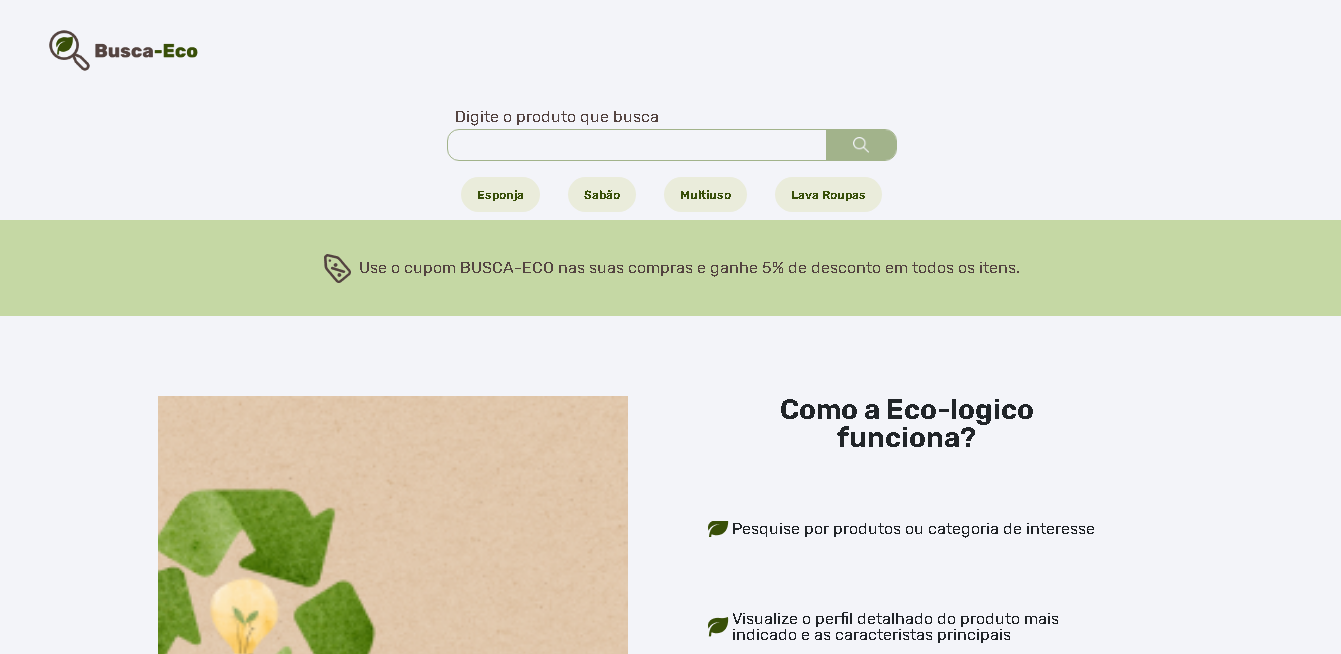 Busca-Eco
Digite o produto que busca
Esponja
Sabão
Multiuso
Lava Roupas
Use o cupom BUSCA-ECO nas suas compras e ganhe 5% de desconto em todos os itens.
Como a Eco-logico
funciona?
Pesquise por produtos ou categoria de interesse
Visualize o perfil detalhado do produto mais
indicado e as caracteristas principais